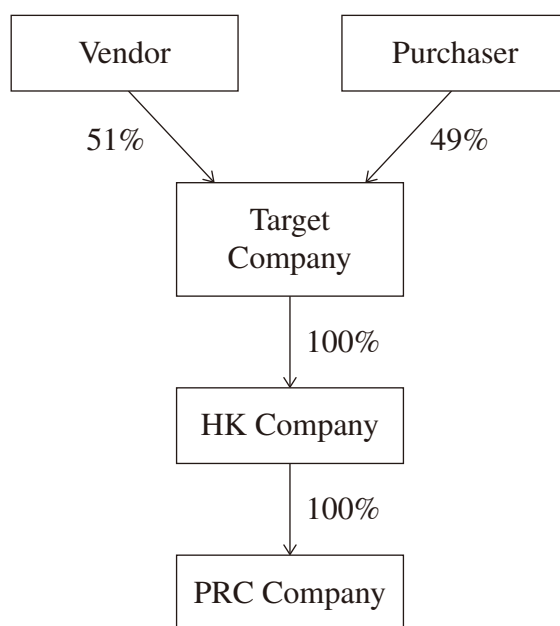 Vendor
Purchaser
51%
49%
Target
Company
100%
HK Company
100%
PRC Company